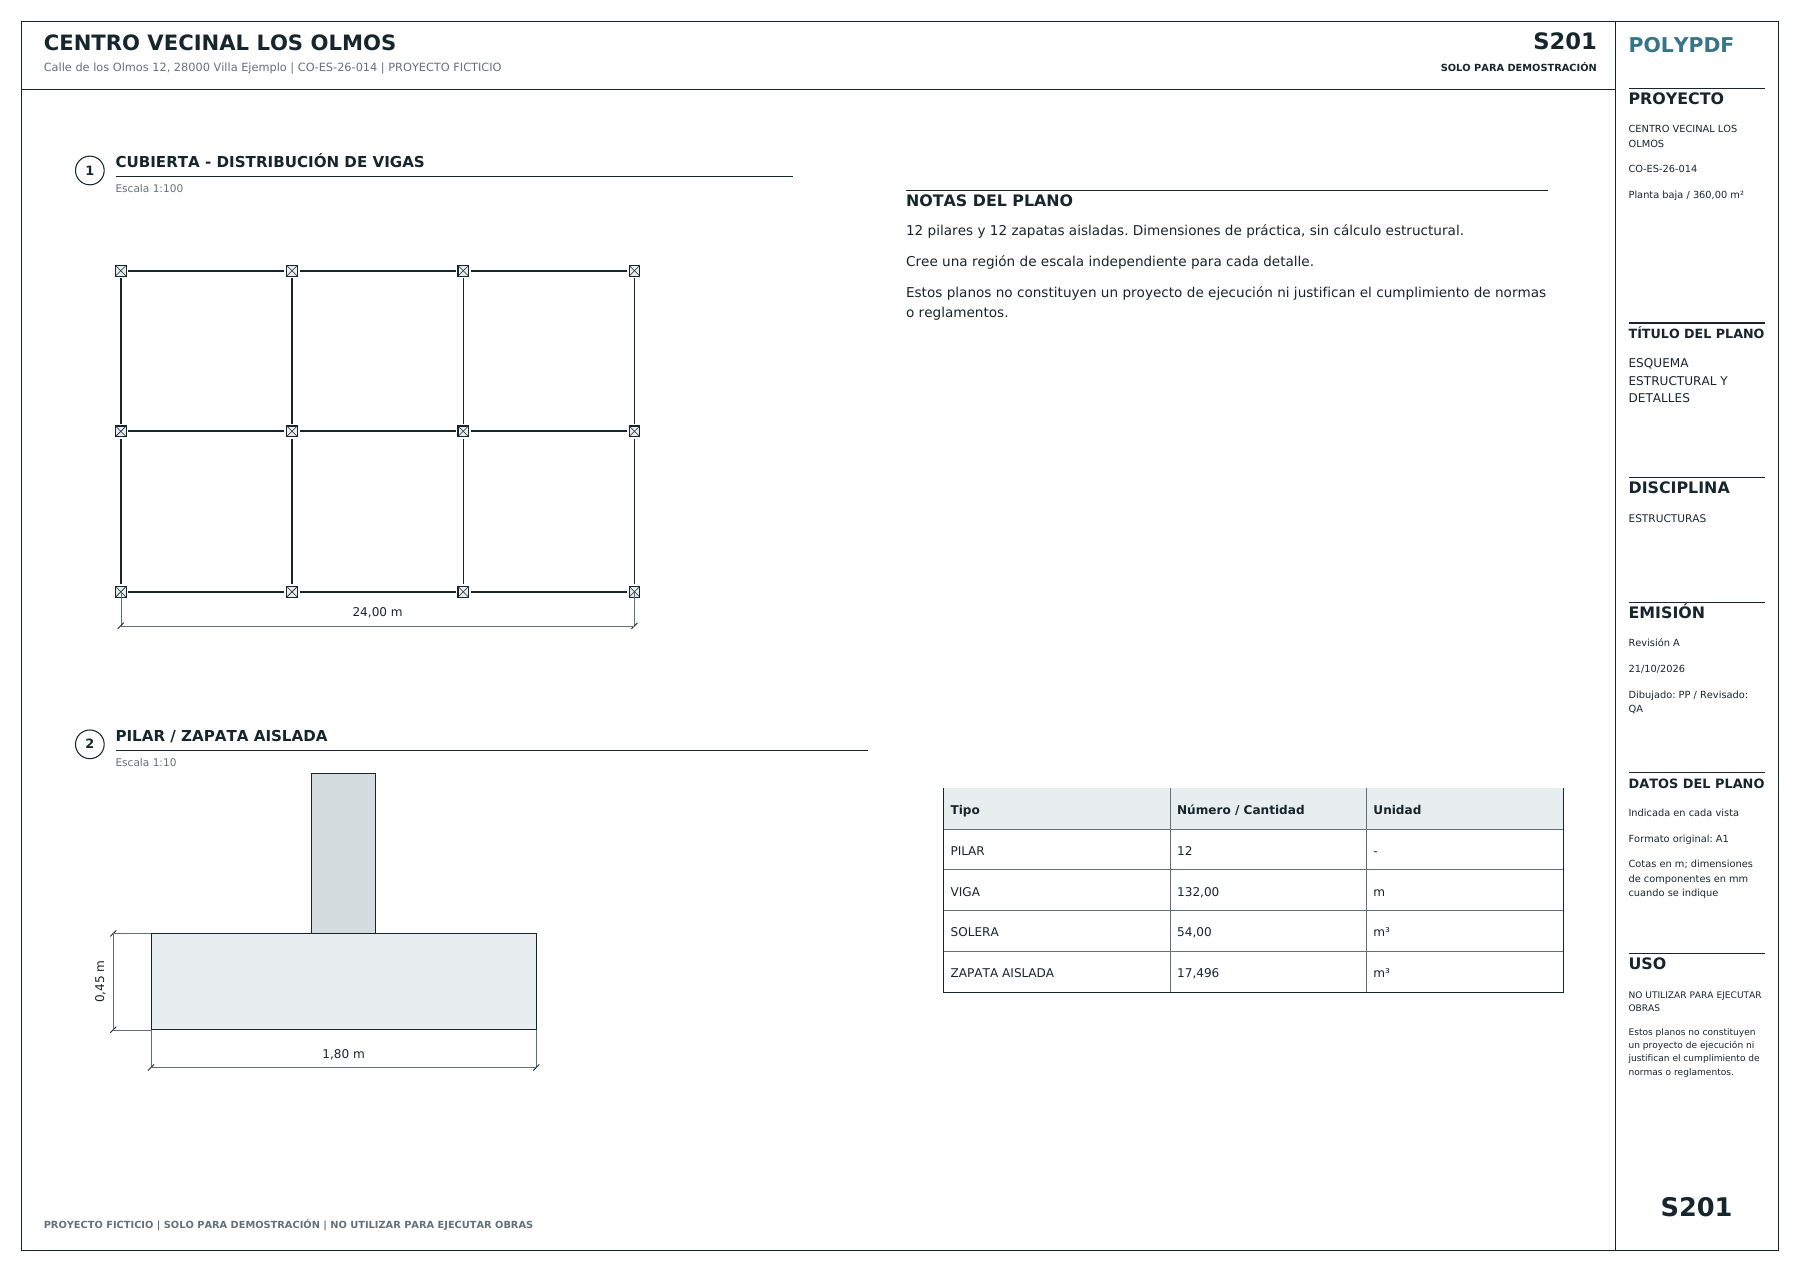 CENTRO VECINAL LOS OLMOS
Calle de los Olmos 12, 28000 Villa Ejemplo | CO-ES-26-014 | PROYECTO FICTICIO
S201
SOLO PARA DEMOSTRACIÓN
1
CUBIERTA - DISTRIBUCIÓN DE VIGAS
Escala 1:100
24,00 m
NOTAS DEL PLANO
12 pilares y 12 zapatas aisladas. Dimensiones de práctica, sin cálculo estructural.
Cree una región de escala independiente para cada detalle.
Estos planos no constituyen un proyecto de ejecución ni justifican el cumplimiento de normas
o reglamentos.
2
PILAR / ZAPATA AISLADA
Escala 1:10
0,45 m
1,80 m
Tipo Número / Cantidad Unidad
PILAR 12 -
VIGA 132,00 m
SOLERA 54,00 m³
ZAPATA AISLADA 17,496 m³
PROYECTO FICTICIO | SOLO PARA DEMOSTRACIÓN | NO UTILIZAR PARA EJECUTAR OBRAS
POLYPDF
PROYECTO
CENTRO VECINAL LOS
OLMOS
CO-ES-26-014
Planta baja / 360,00 m²
TÍTULO DEL PLANO
ESQUEMA
ESTRUCTURAL Y
DETALLES
DISCIPLINA
ESTRUCTURAS
EMISIÓN
Revisión A
21/10/2026
Dibujado: PP / Revisado:
QA
DATOS DEL PLANO
Indicada en cada vista
Formato original: A1
Cotas en m; dimensiones
de componentes en mm
cuando se indique
USO
NO UTILIZAR PARA EJECUTAR
OBRAS
Estos planos no constituyen
un proyecto de ejecución ni
justifican el cumplimiento de
normas o reglamentos.
S201